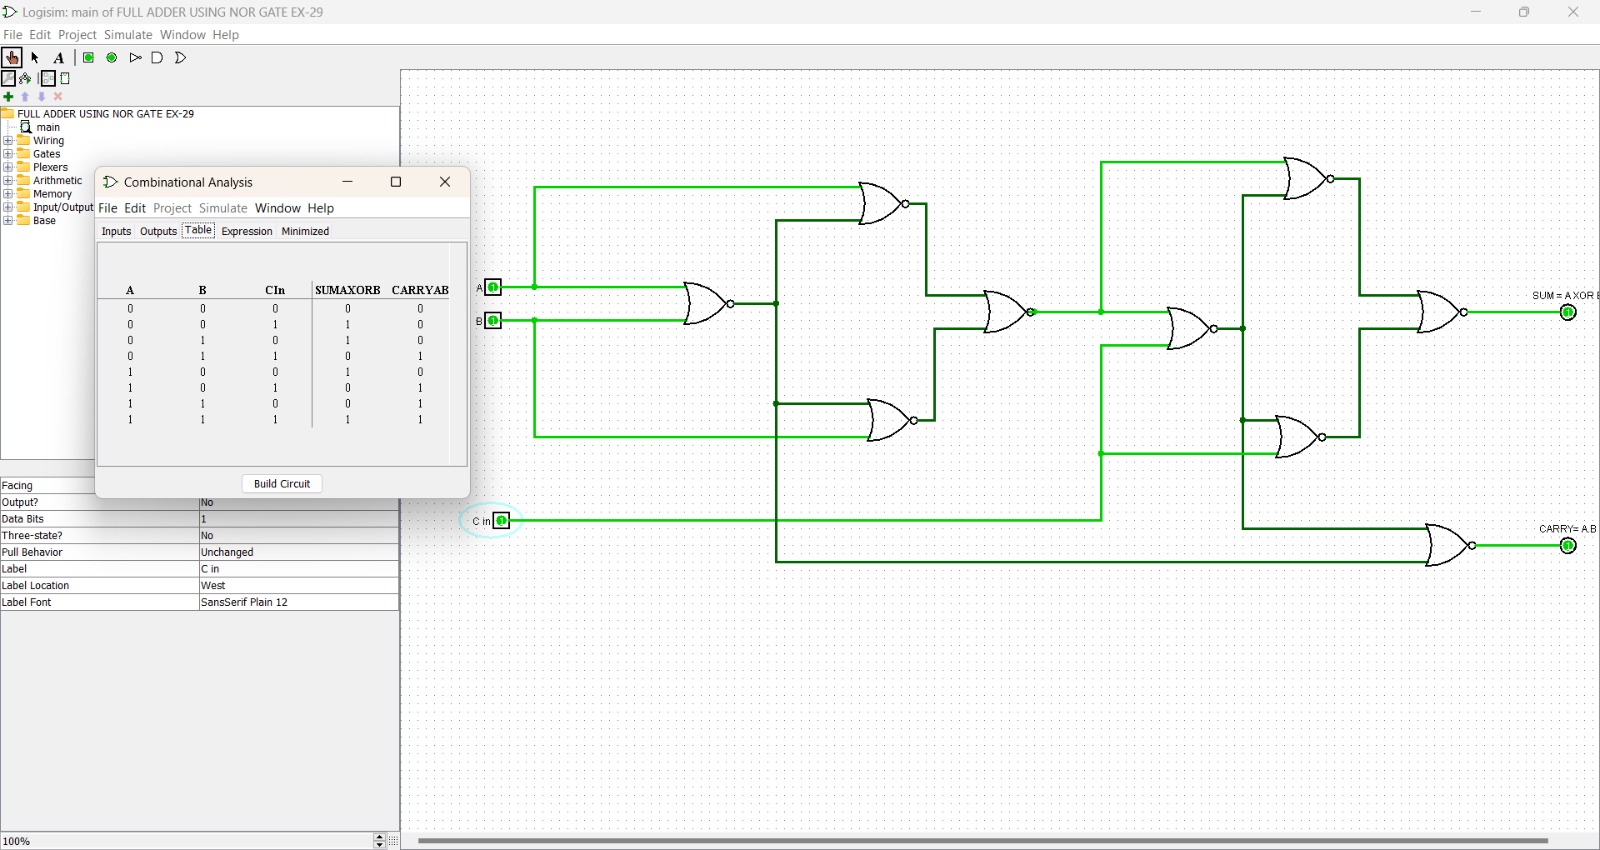 Logisim: main of FULL ADDER USING NOR GATE EX-29
File Edit Project Simulate Window Help
A
FULL ADDER USING NOR GATE EX-29
main
Wiring
Gates
Plexers
Arithmetic
Memory
Input/Output
Base
Combinational Analysis
File Edit Project Simulate Window Help
Inputs Outputs Table Expression Minimized
A B CIn SUMAXORB CARRYAB
0 0 0 0 0
0 0 1 1 0
0 1 0 1 0
0 1 1 0 1
1 0 0 1 0
1 0 1 0 1
1 1 0 0 1
1 1 1 1 1
Build Circuit
Facing
Output? No
Data Bits 1
Three-state? No
Pull Behavior Unchanged
Label C in
Label Location West
Label Font SansSerif Plain 12
100%
A 1
B 1
C in 1
SUM = A XOR B
1
CARRY= A.B
1